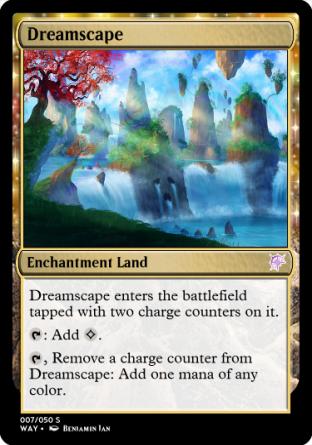 Dreamscape
Enchantment Land
Dreamscape enters the battlefield
tapped with two charge counters on it.
: Add .
, Remove a charge counter from
Dreamscape: Add one mana of any
color.
007/050 S
WAY • Benjamin Ian